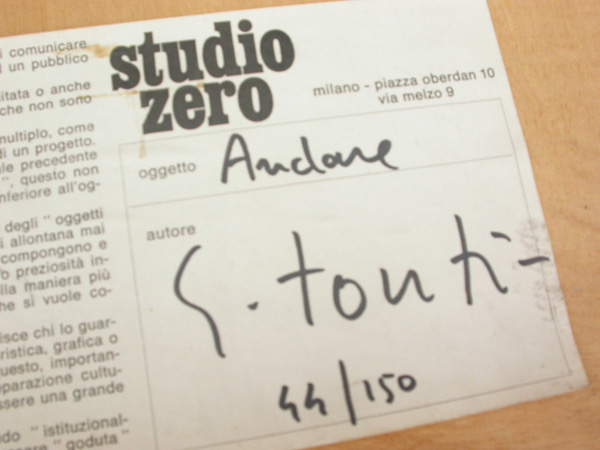 i comunicare
un pubblico
itata o anche
che non sono
multiplo, come
di un progetto.
le precedente
", questo non
nferiore all'og-
degli " oggetti
i allontana mai
compongono e
o preziosità in-
lla maniera più
he si vuole co-
isce chi lo guar-
ristica, grafica o
uesto, importan-
eparazione cultu-
ssere una grande
do " istituzional-
" goduta "
studio
zero
milano - piazza oberdan 10
via melzo 9
oggetto Andare
autore
S. tonti
44/150